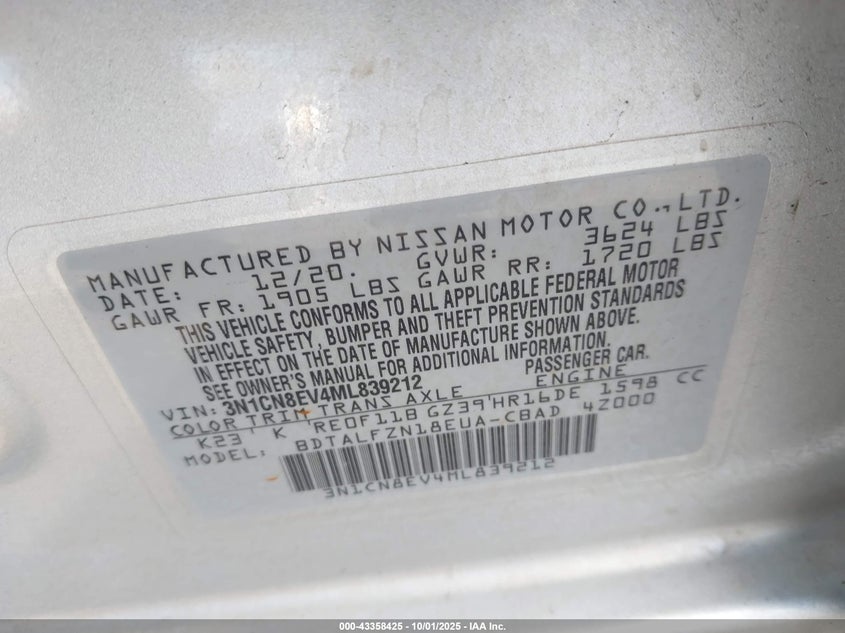 MANUFACTURED BY NISSAN MOTOR CO.,LTD.
DATE: 12/20. GVWR: 3624 LBS
GAWR FR: 1905 LBS GAWR RR: 1720 LBS
THIS VEHICLE CONFORMS TO ALL APPLICABLE FEDERAL MOTOR
VEHICLE SAFETY, BUMPER AND THEFT PREVENTION STANDARDS
IN EFFECT ON THE DATE OF MANUFACTURE SHOWN ABOVE.
SEE OWNER'S MANUAL FOR ADDITIONAL INFORMATION.
VIN: 3N1CN8EV4ML839212 PASSENGER CAR.
COLOR TRIM TRANS AXLE ENGINE
K23 K RE0F11B GZ39 HR16DE 1598 CC
MODEL: BDTALFZN18EUA-CBAD 4Z000
3N1CN8EV4ML839212
000-43358425 - 10/01/2025 - IAA Inc.